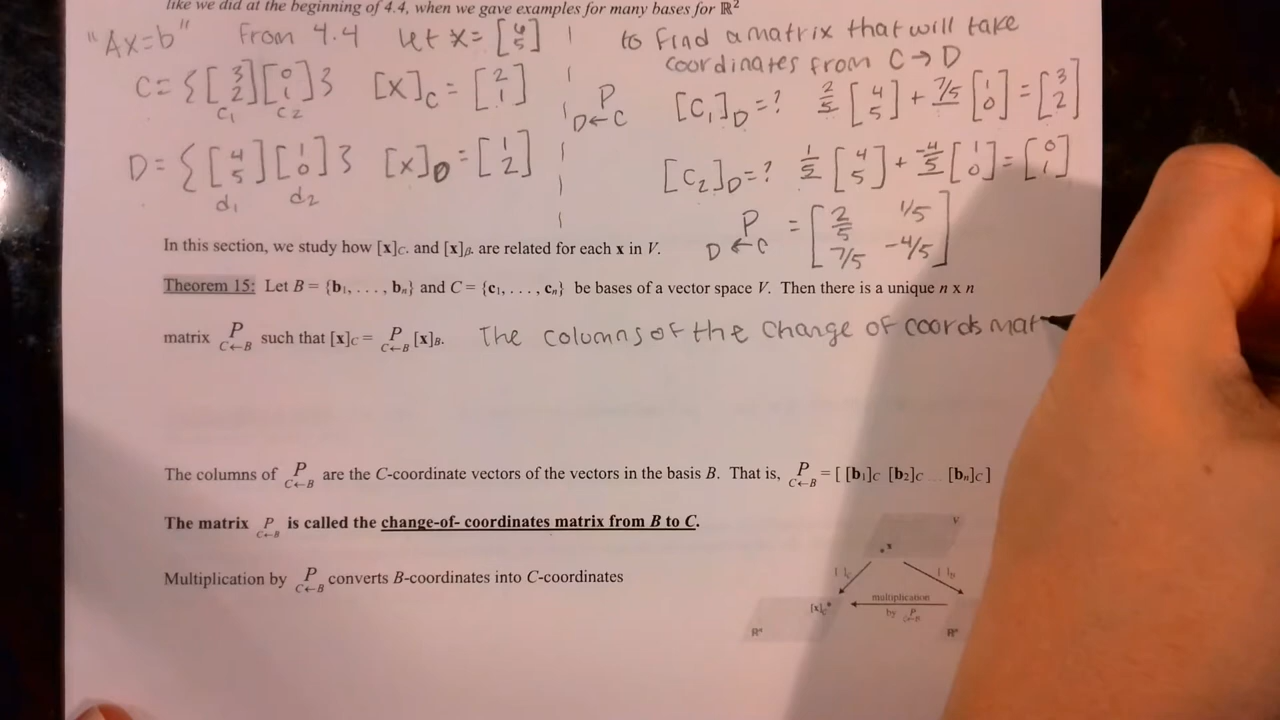 like we did at the beginning of 4.4, when we gave examples for many bases for ℝ²
"Ax=b" From 4.4 let x = [6 5] to find a matrix that will take
coordinates from C → D
C = {[3 2] [0 1]} [x]_C = [2 1] P D←C [C₁]_D = ? 2/5 [4 5] + 7/5 [1 0] = [3 2]
C₁ C₂
D = {[4 5] [1 0]} [x]_D = [1 2] [C₂]_D = ? 1/5 [4 5] + -4/5 [1 0] = [0 1]
d₁ d₂
P D←C = [2/5 1/5
7/5 -4/5]
In this section, we study how [x]_C. and [x]_B. are related for each x in V.
Theorem 15: Let B = {b₁, . . . , bₙ} and C = {c₁, . . . , cₙ} be bases of a vector space V. Then there is a unique n x n
matrix P C←B such that [x]_C = P C←B [x]_B. The columns of the change of coords mat
The columns of P C←B are the C-coordinate vectors of the vectors in the basis B. That is, P C←B = [ [b₁]_C [b₂]_C ... [bₙ]_C ]
The matrix P C←B is called the change-of- coordinates matrix from B to C.
Multiplication by P C←B converts B-coordinates into C-coordinates
V
x
[ ]_C [ ]_B
multiplication
[x]_C by P C←B
ℝⁿ ℝⁿ